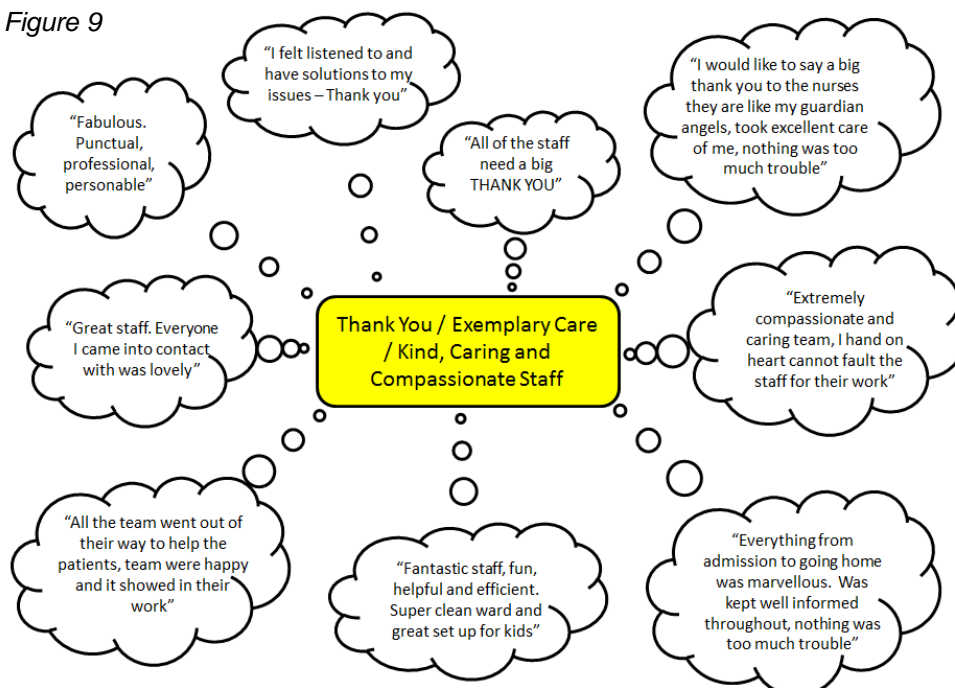 Figure 9
“I felt listened to and
have solutions to my
issues – Thank you”
“I would like to say a big
thank you to the nurses
they are like my guardian
angels, took excellent care
of me, nothing was too
much trouble”
“Fabulous.
Punctual,
professional,
personable”
“All of the staff
need a big
THANK YOU”
“Great staff. Everyone
I came into contact
with was lovely”
Thank You / Exemplary Care
/ Kind, Caring and
Compassionate Staff
“Extremely
compassionate and
caring team, I hand on
heart cannot fault the
staff for their work”
“All the team went out of
their way to help the
patients, team were happy
and it showed in their
work”
“Fantastic staff, fun,
helpful and efficient.
Super clean ward and
great set up for kids”
“Everything from
admission to going home
was marvellous.  Was
kept well informed
throughout, nothing was
too much trouble”